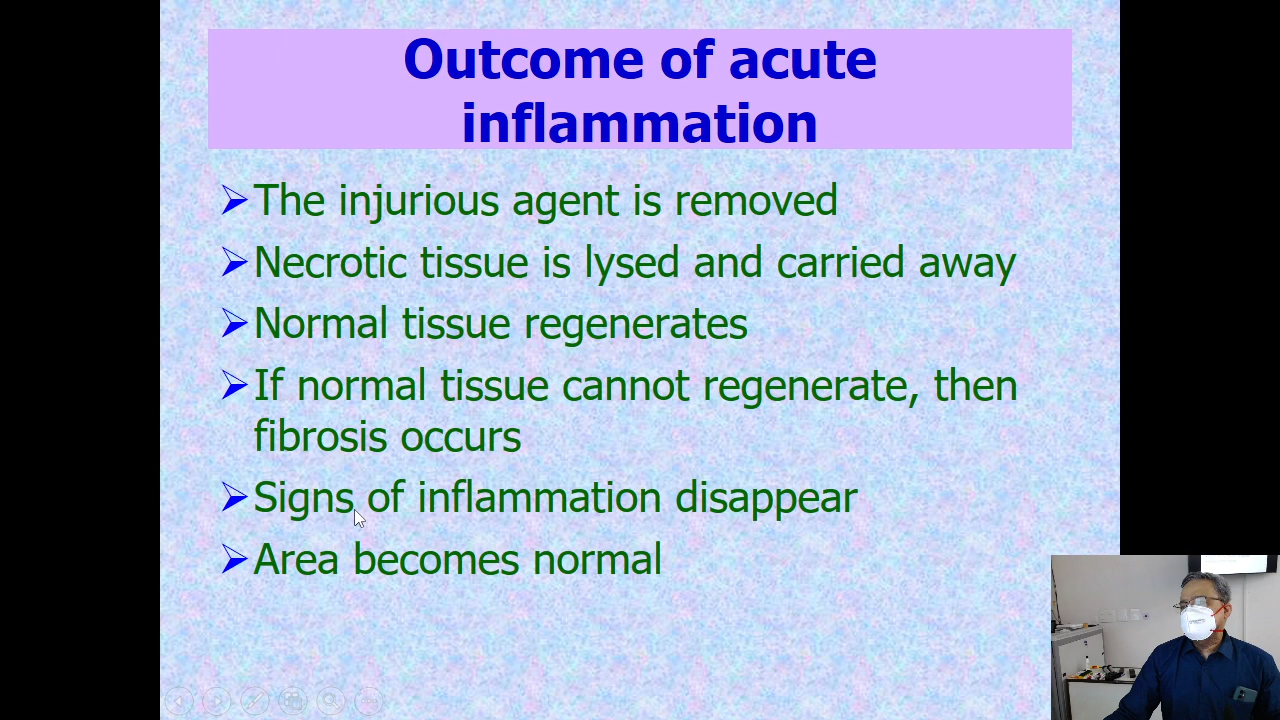 Outcome of acute
inflammation
The injurious agent is removed
Necrotic tissue is lysed and carried away
Normal tissue regenerates
If normal tissue cannot regenerate, then
fibrosis occurs
Signs of inflammation disappear
Area becomes normal